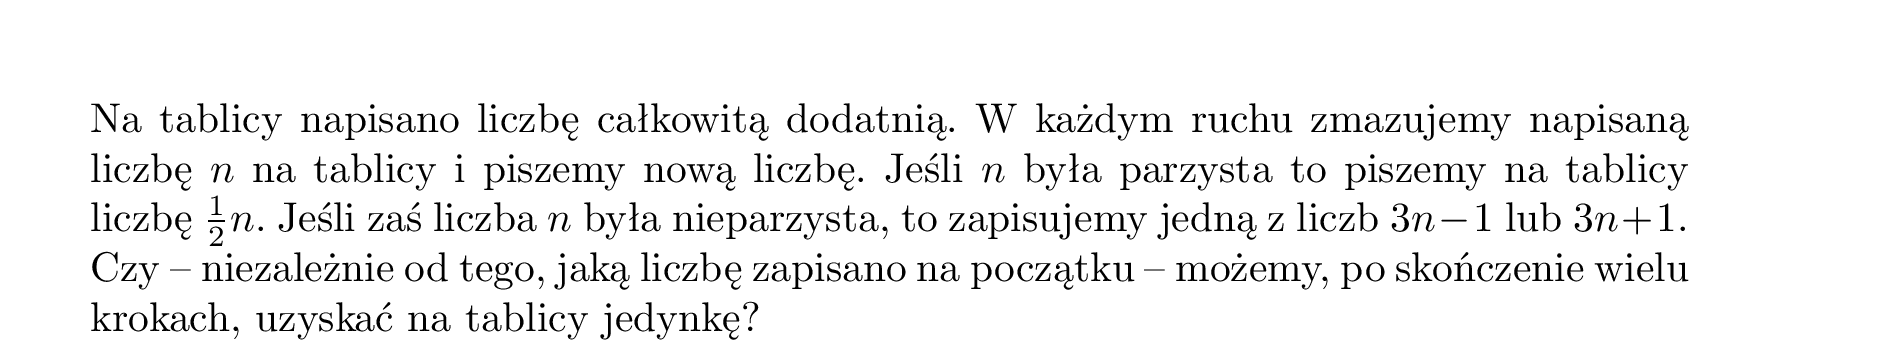 Na tablicy napisano liczbę całkowitą dodatnią. W każdym ruchu zmazujemy napisaną
liczbę n na tablicy i piszemy nową liczbę. Jeśli n była parzysta to piszemy na tablicy
liczbę \frac{1}{2}n. Jeśli zaś liczba n była nieparzysta, to zapisujemy jedną z liczb 3n−1 lub 3n+1.
Czy – niezależnie od tego, jaką liczbę zapisano na początku – możemy, po skończenie wielu
krokach, uzyskać na tablicy jedynkę?